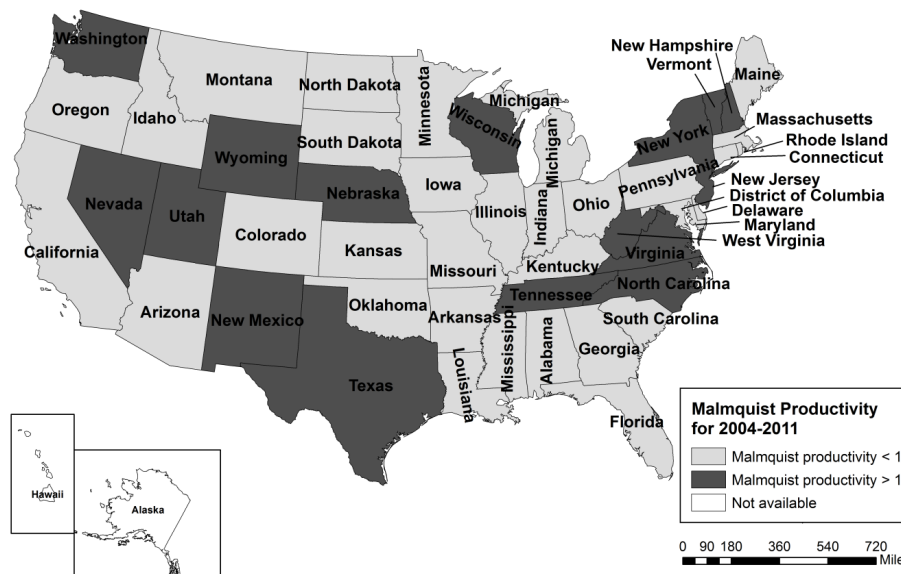 Washington
New Hampshire
Vermont
Maine
Montana
North Dakota
Minnesota
Michigan
Oregon
Idaho
Massachusetts
South Dakota
Wisconsin
Michigan
New York
Rhode Island
Connecticut
Wyoming
Pennsylvania
New Jersey
District of Columbia
Delaware
Maryland
West Virginia
Nevada
Utah
Nebraska
Iowa
Illinois
Indiana
Ohio
Colorado
California
Kansas
Missouri
Kentucky
Virginia
Tennessee
North Carolina
Arizona
New Mexico
Oklahoma
Arkansas
South Carolina
Texas
Louisiana
Mississippi
Alabama
Georgia
Florida
Hawaii
Alaska
Malmquist Productivity
for 2004-2011
Malmquist productivity < 1
Malmquist productivity > 1
Not available
0 90 180 360 540 720
Mile